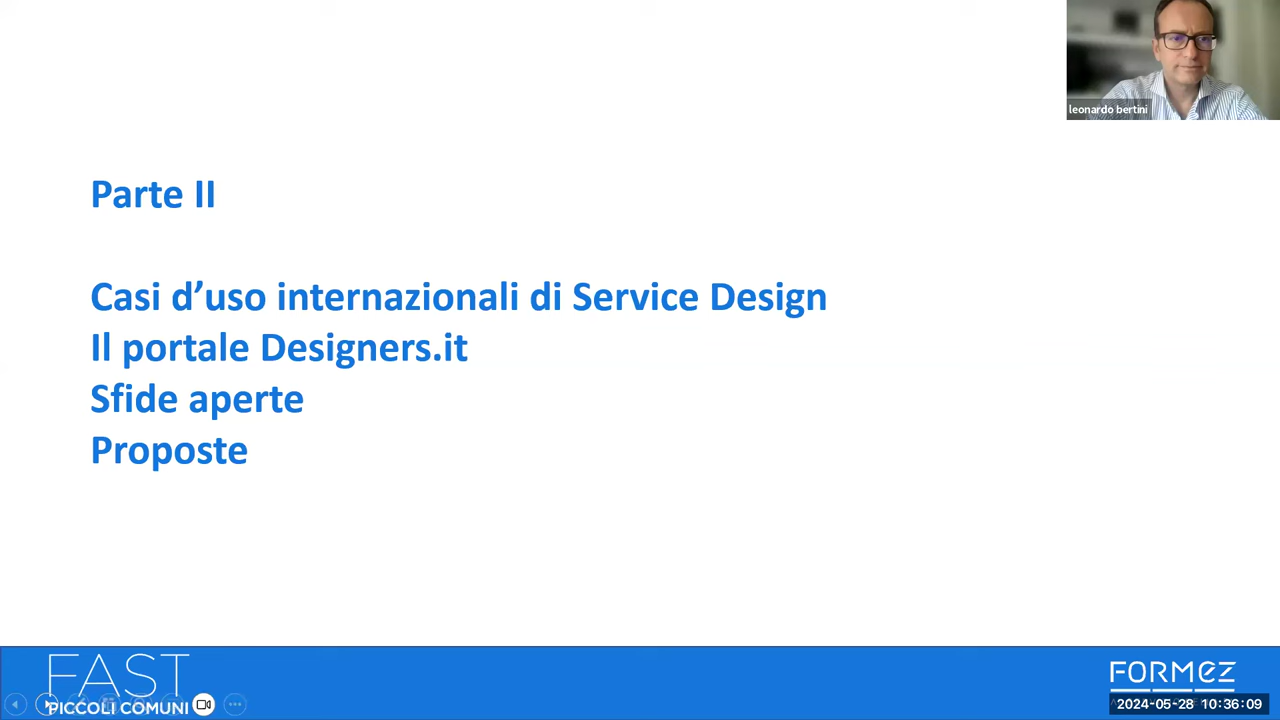 leonardo bertini
Parte II
Casi d’uso internazionali di Service Design
Il portale Designers.it
Sfide aperte
Proposte
FAST
PICCOLI COMUNI
FORMEZ
2024-05-28 10:36:09